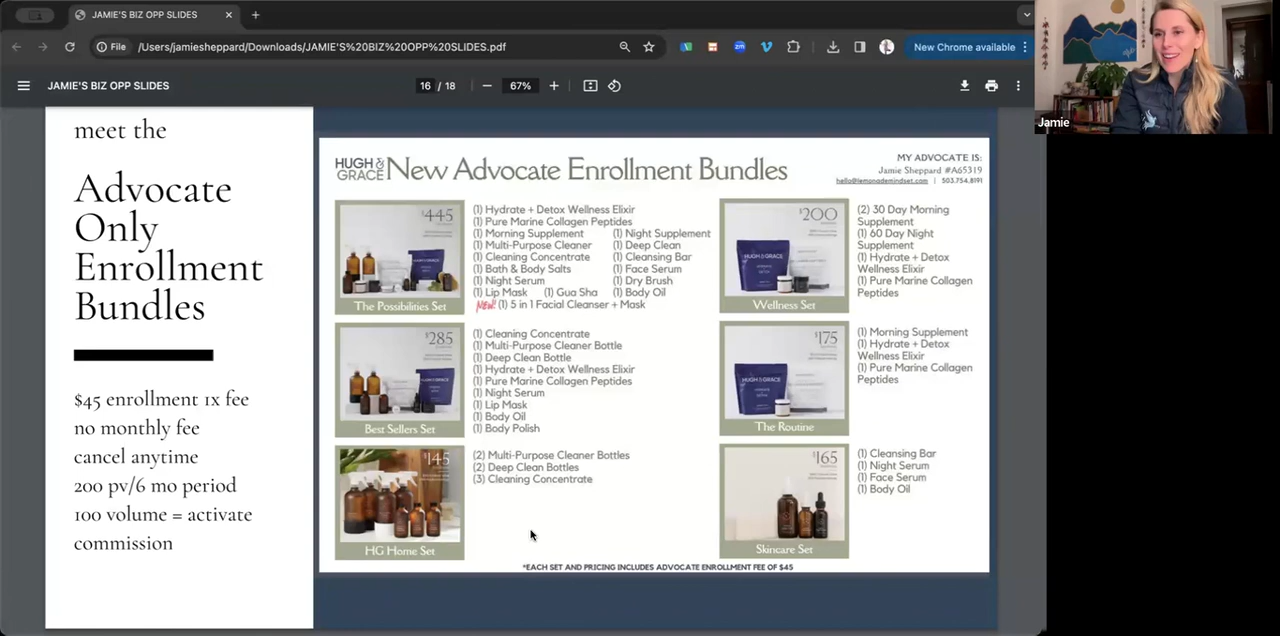 JAMIE'S BIZ OPP SLIDES
File
/Users/jamiesheppard/Downloads/JAMIE'S%20BIZ%20OPP%20SLIDES.pdf
New Chrome available
JAMIE'S BIZ OPP SLIDES
16 / 18
67%
Jamie
meet the
Advocate
Only
Enrollment
Bundles
$45 enrollment 1x fee
no monthly fee
cancel anytime
200 pv/6 mo period
100 volume = activate
commission
HUGH &
GRACE
New Advocate Enrollment Bundles
MY ADVOCATE IS:
Jamie Sheppard #A65319
hello@lemonademindset.com | 503.754.8191
$445
The Possibilities Set
(1) Hydrate + Detox Wellness Elixir
(1) Pure Marine Collagen Peptides
(1) Morning Supplement (1) Night Supplement
(1) Multi-Purpose Cleaner (1) Deep Clean
(1) Cleaning Concentrate (1) Cleansing Bar
(1) Bath & Body Salts (1) Face Serum
(1) Night Serum (1) Dry Brush
(1) Lip Mask (1) Gua Sha (1) Body Oil
NEW! (1) 5 in 1 Facial Cleanser + Mask
$285
Best Sellers Set
(1) Cleaning Concentrate
(1) Multi-Purpose Cleaner Bottle
(1) Deep Clean Bottle
(1) Hydrate + Detox Wellness Elixir
(1) Pure Marine Collagen Peptides
(1) Night Serum
(1) Lip Mask
(1) Body Oil
(1) Body Polish
$145
HG Home Set
(2) Multi-Purpose Cleaner Bottles
(2) Deep Clean Bottles
(3) Cleaning Concentrate
$200
HUGH & GRACE
Wellness Set
(2) 30 Day Morning
Supplement
(1) 60 Day Night
Supplement
(1) Hydrate + Detox
Wellness Elixir
(1) Pure Marine Collagen
Peptides
$175
HUGH & GRACE
The Routine
(1) Morning Supplement
(1) Hydrate + Detox
Wellness Elixir
(1) Pure Marine Collagen
Peptides
$165
Skincare Set
(1) Cleansing Bar
(1) Night Serum
(1) Face Serum
(1) Body Oil
*EACH SET AND PRICING INCLUDES ADVOCATE ENROLLMENT FEE OF $45